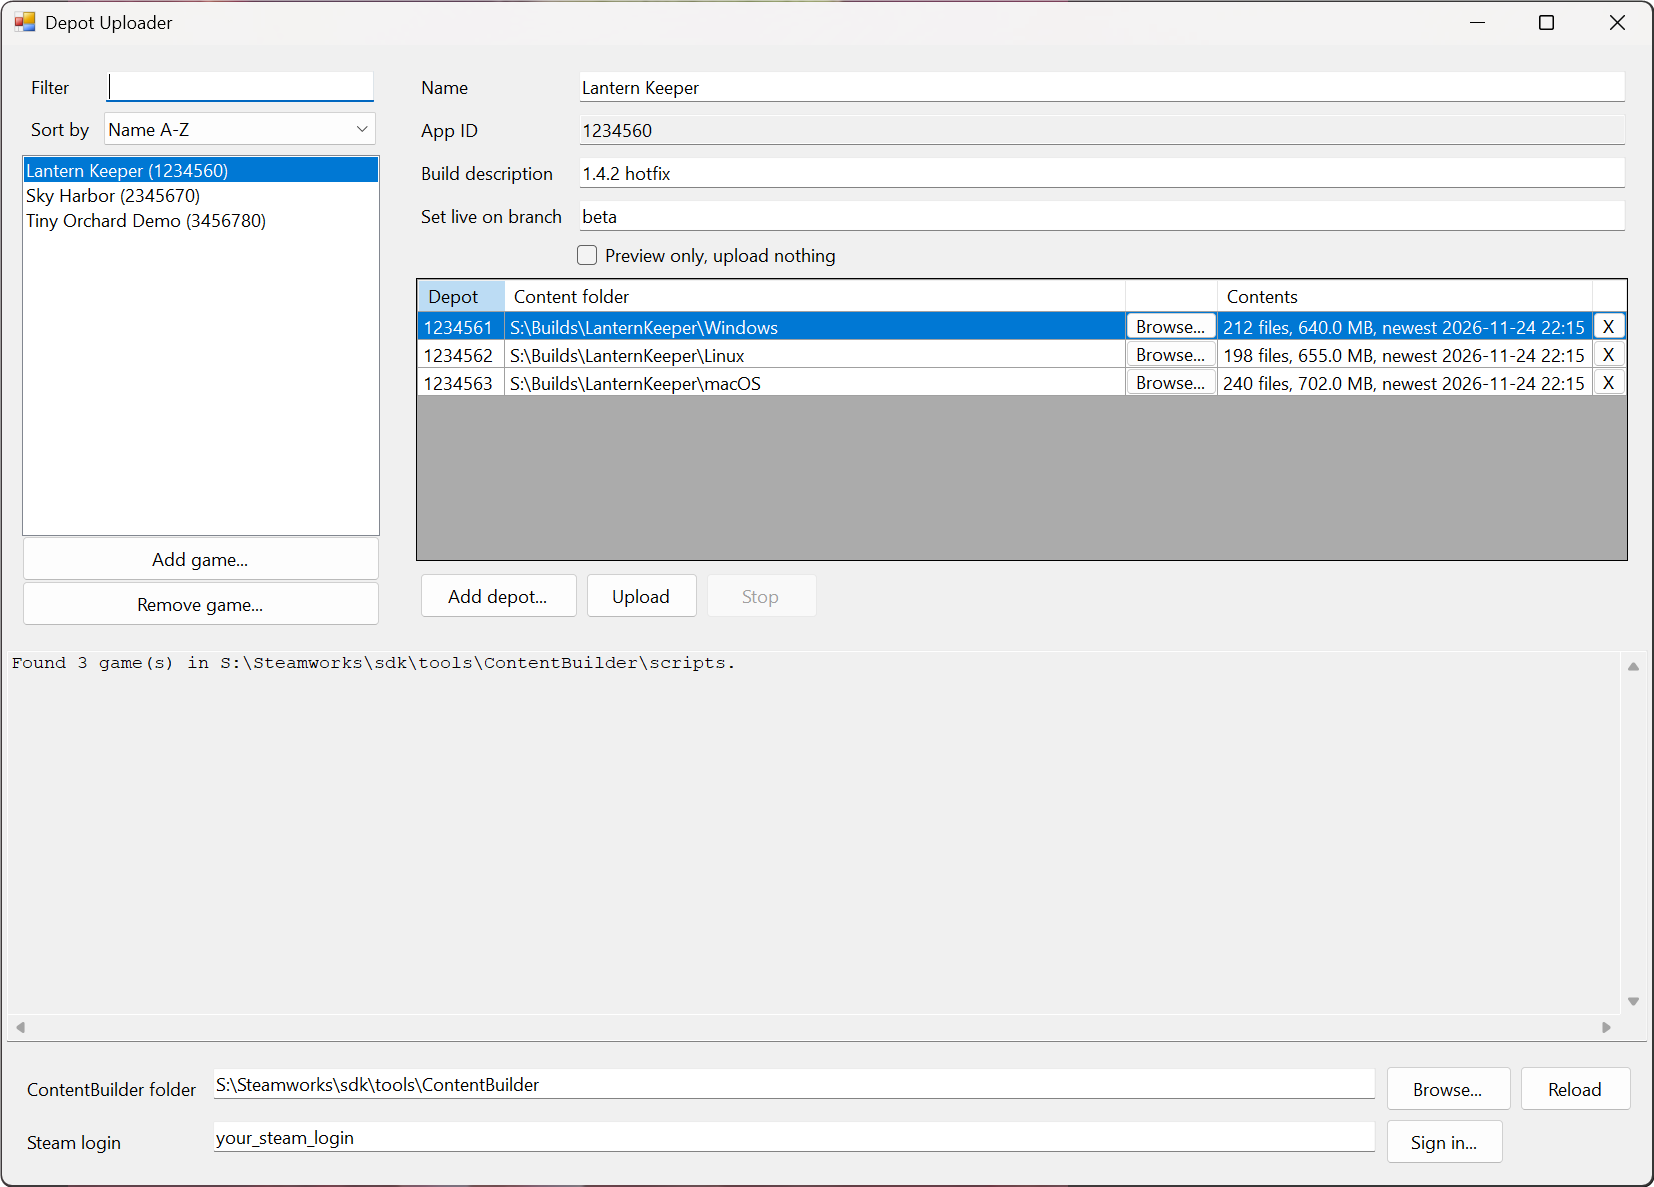 Depot Uploader
Filter
Sort by
Name A-Z
Lantern Keeper (1234560)
Sky Harbor (2345670)
Tiny Orchard Demo (3456780)
Add game...
Remove game...
Name
Lantern Keeper
App ID
1234560
Build description
1.4.2 hotfix
Set live on branch
beta
Preview only, upload nothing
Depot Content folder Contents
1234561 S:\Builds\LanternKeeper\Windows Browse... 212 files, 640.0 MB, newest 2026-11-24 22:15 X
1234562 S:\Builds\LanternKeeper\Linux Browse... 198 files, 655.0 MB, newest 2026-11-24 22:15 X
1234563 S:\Builds\LanternKeeper\macOS Browse... 240 files, 702.0 MB, newest 2026-11-24 22:15 X
Add depot... Upload Stop
Found 3 game(s) in S:\Steamworks\sdk\tools\ContentBuilder\scripts.
ContentBuilder folder S:\Steamworks\sdk\tools\ContentBuilder Browse... Reload
Steam login your_steam_login Sign in...